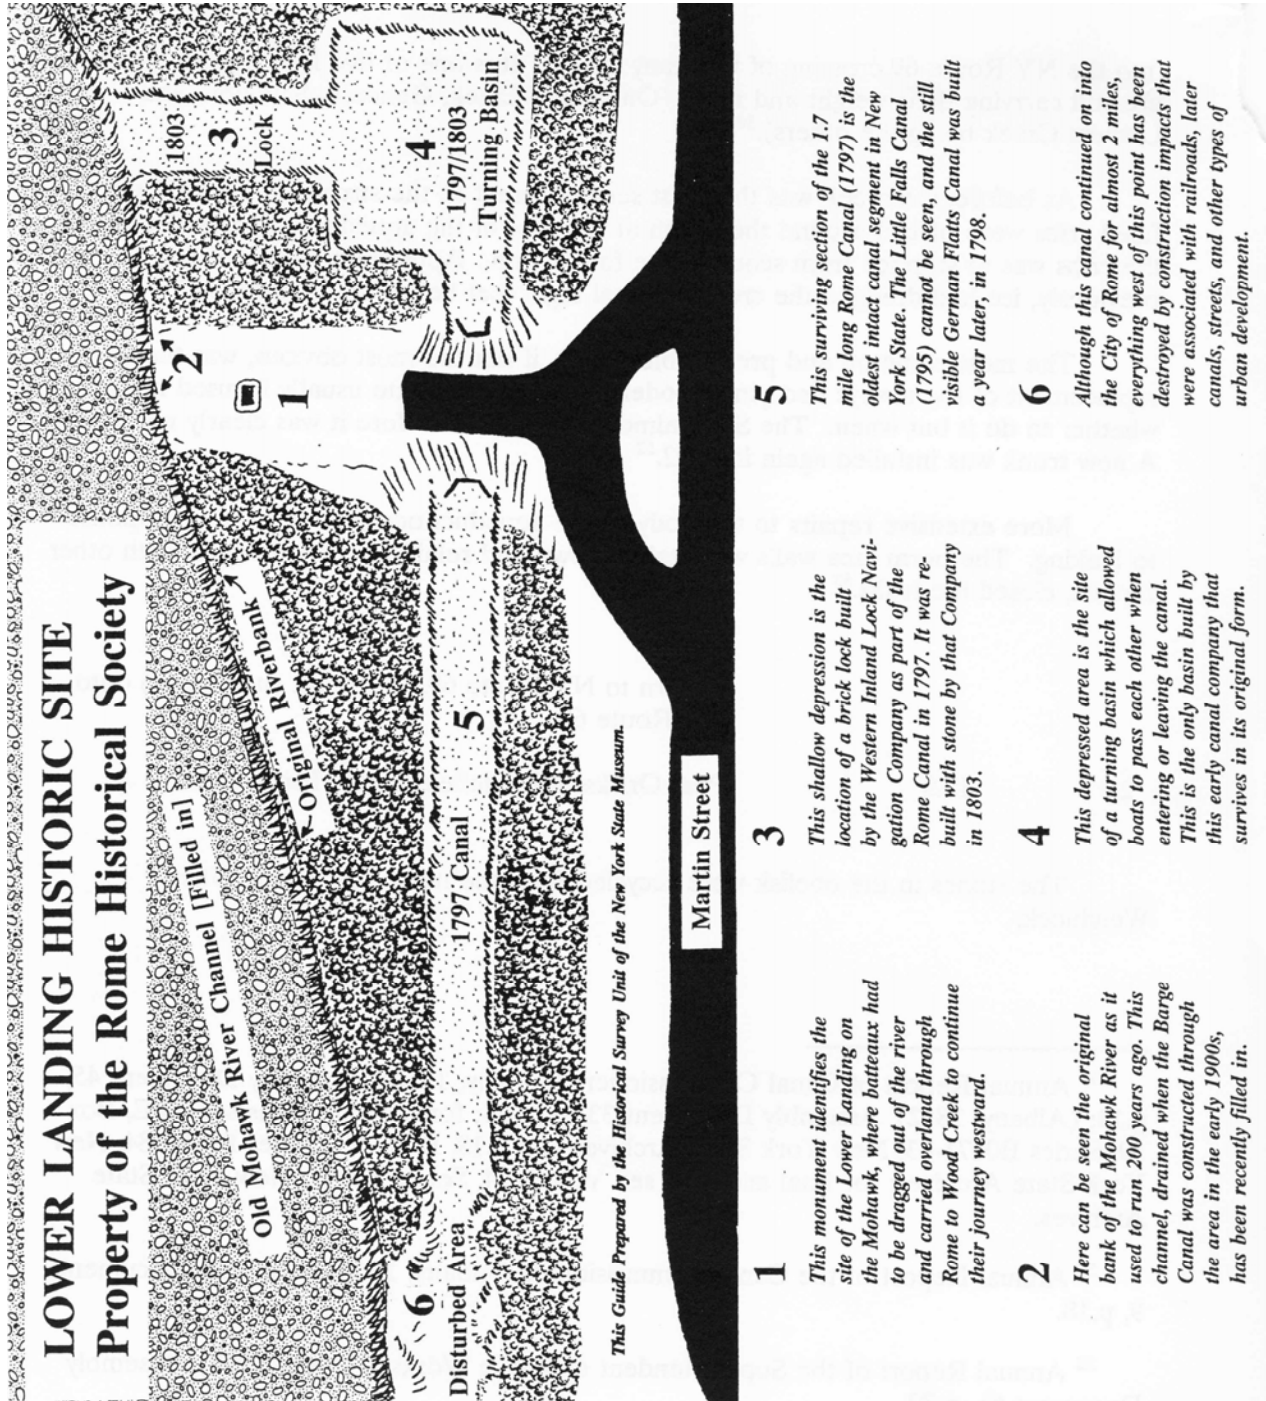 LOWER LANDING HISTORIC SITE
Property of the Rome Historical Society
Old Mohawk River Channel [Filled in]
Original Riverbank
2
1
1803
3
Lock
4
1797/1803
Turning Basin
5
1797 Canal
6
Disturbed Area
This Guide Prepared by the Historical Survey Unit of the New York State Museum.
Martin Street
1
This monument identifies the
site of the Lower Landing on
the Mohawk, where batteaux had
to be dragged out of the river
and carried overland through
Rome to Wood Creek to continue
their journey westward.
2
Here can be seen the original
bank of the Mohawk River as it
used to run 200 years ago. This
channel, drained when the Barge
Canal was constructed through
the area in the early 1900s,
has been recently filled in.
3
This shallow depression is the
location of a brick lock built
by the Western Inland Lock Navi-
gation Company as part of the
Rome Canal in 1797. It was re-
built with stone by that Company
in 1803.
4
This depressed area is the site
of a turning basin which allowed
boats to pass each other when
entering or leaving the canal.
This is the only basin built by
this early canal company that
survives in its original form.
5
This surviving section of the 1.7
mile long Rome Canal (1797) is the
oldest intact canal segment in New
York State. The Little Falls Canal
(1795) cannot be seen, and the still
visible German Flatts Canal was built
a year later, in 1798.
6
Although this canal continued on into
the City of Rome for almost 2 miles,
everything west of this point has been
destroyed by construction impacts that
were associated with railroads, later
canals, streets, and other types of
urban development.